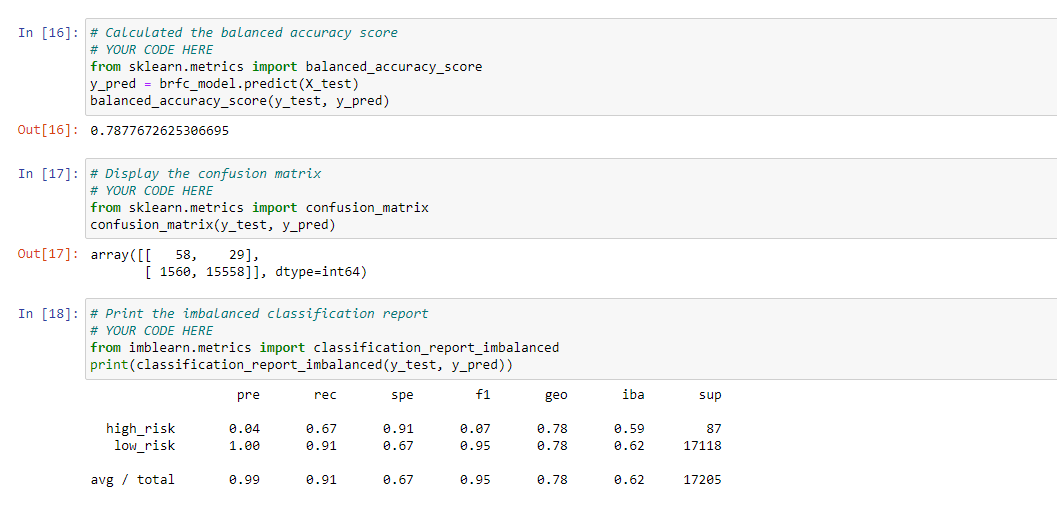 In [16]: # Calculated the balanced accuracy score
# YOUR CODE HERE
from sklearn.metrics import balanced_accuracy_score
y_pred = brfc_model.predict(X_test)
balanced_accuracy_score(y_test, y_pred)
Out[16]: 0.7877672625306695
In [17]: # Display the confusion matrix
# YOUR CODE HERE
from sklearn.metrics import confusion_matrix
confusion_matrix(y_test, y_pred)
Out[17]: array([[   58,    29],
       [ 1560, 15558]], dtype=int64)
In [18]: # Print the imbalanced classification report
# YOUR CODE HERE
from imblearn.metrics import classification_report_imbalanced
print(classification_report_imbalanced(y_test, y_pred))
pre rec spe f1 geo iba sup
high_risk 0.04 0.67 0.91 0.07 0.78 0.59 87
low_risk 1.00 0.91 0.67 0.95 0.78 0.62 17118
avg / total 0.99 0.91 0.67 0.95 0.78 0.62 17205